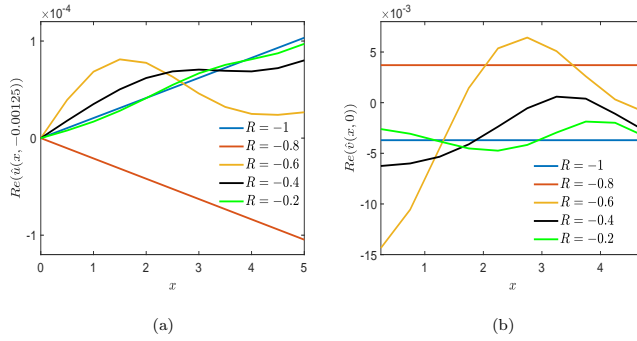 ×10⁻⁴
1
0
-1
Re(û(x, −0.00125))
R = −1
R = −0.8
R = −0.6
R = −0.4
R = −0.2
0 1 2 3 4 5
x
(a)
×10⁻³
5
0
-5
-10
-15
Re(v̂(x, 0))
R = −1
R = −0.8
R = −0.6
R = −0.4
R = −0.2
1 2 3 4
x
(b)